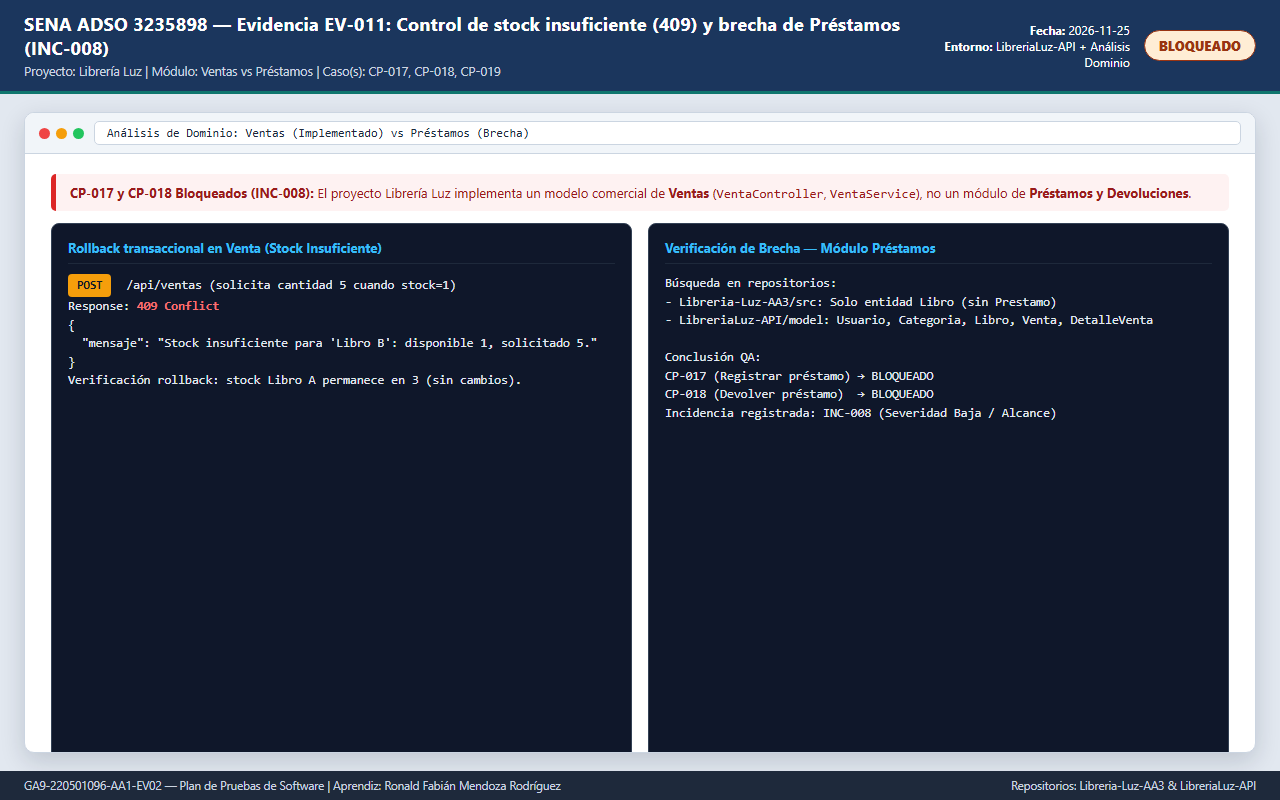 SENA ADSO 3235898 — Evidencia EV-011: Control de stock insuficiente (409) y brecha de Préstamos
(INC-008)
Proyecto: Librería Luz | Módulo: Ventas vs Préstamos | Caso(s): CP-017, CP-018, CP-019
Fecha: 2026-11-25
Entorno: LibreriaLuz-API + Análisis
Dominio
BLOQUEADO
Análisis de Dominio: Ventas (Implementado) vs Préstamos (Brecha)
CP-017 y CP-018 Bloqueados (INC-008): El proyecto Librería Luz implementa un modelo comercial de Ventas (VentaController, VentaService), no un módulo de Préstamos y Devoluciones.
Rollback transaccional en Venta (Stock Insuficiente)
POST /api/ventas (solicita cantidad 5 cuando stock=1)
Response: 409 Conflict
{
"mensaje": "Stock insuficiente para 'Libro B': disponible 1, solicitado 5."
}
Verificación rollback: stock Libro A permanece en 3 (sin cambios).
Verificación de Brecha — Módulo Préstamos
Búsqueda en repositorios:
- Libreria-Luz-AA3/src: Solo entidad Libro (sin Prestamo)
- LibreriaLuz-API/model: Usuario, Categoria, Libro, Venta, DetalleVenta
Conclusión QA:
CP-017 (Registrar préstamo) → BLOQUEADO
CP-018 (Devolver préstamo) → BLOQUEADO
Incidencia registrada: INC-008 (Severidad Baja / Alcance)
GA9-220501096-AA1-EV02 — Plan de Pruebas de Software | Aprendiz: Ronald Fabián Mendoza Rodríguez
Repositorios: Libreria-Luz-AA3 & LibreriaLuz-API